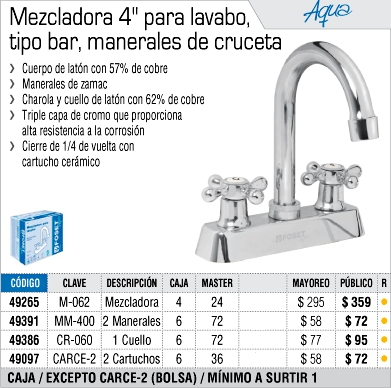 Mezcladora 4" para lavabo,
tipo bar, manerales de cruceta
Aqua
› Cuerpo de latón con 57% de cobre
› Manerales de zamac
› Charola y cuello de latón con 62% de cobre
› Triple capa de cromo que proporciona
alta resistencia a la corrosión
› Cierre de 1/4 de vuelta con
cartucho cerámico
FOSET
FOSET
CÓDIGO CLAVE DESCRIPCIÓN CAJA MASTER MAYOREO PÚBLICO R
49265 M-062 Mezcladora 4 24 $ 295 $ 359 •
49391 MM-400 2 Manerales 6 72 $ 58 $ 72 •
49386 CR-060 1 Cuello 6 72 $ 77 $ 95 •
49097 CARCE-2 2 Cartuchos 6 36 $ 58 $ 72 •
CAJA / EXCEPTO CARCE-2 (BOLSA) / MÍNIMO A SURTIR 1